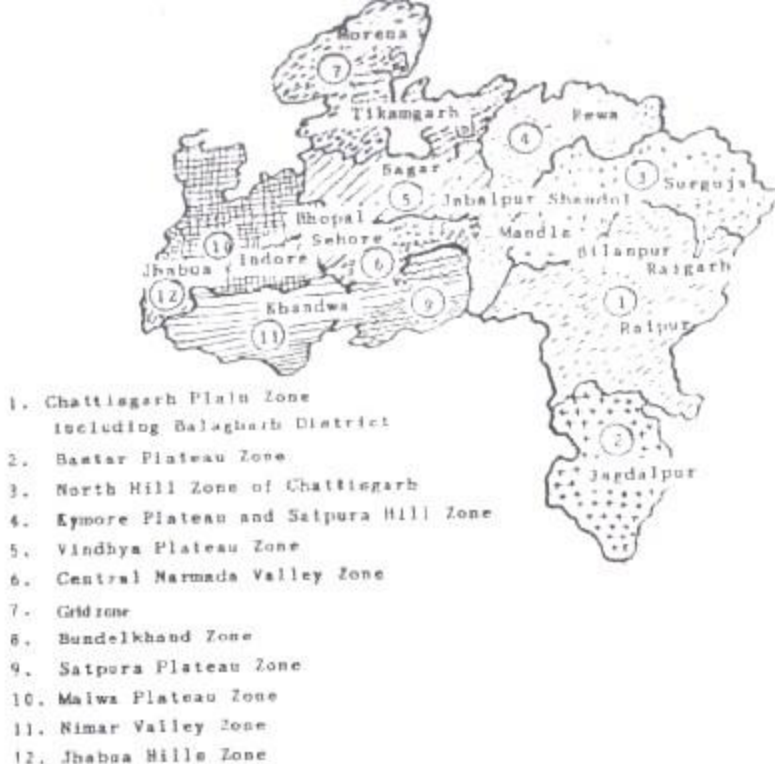 Morena
7
Tikamgarh
Rewa
4
Sagar
3
Surguja
5
Jabalpur Shandol
Bhopal
Mandla
10
Sehore
Bilanpur
Jhabua
Indore
6
Raigarh
12
Khandwa
9
1
11
Raipur
2
Jagdalpur
1. Chattisgarh Plain Zone
including Balaghath District
2. Bastar Plateau Zone
3. North Hill Zone of Chattisgarh
4. Kymore Plateau and Satpura Hill Zone
5. Vindhya Plateau Zone
6. Central Narmada Valley Zone
7. Grid zone
8. Bundelkhand Zone
9. Satpura Plateau Zone
10. Malwa Plateau Zone
11. Nimar Valley Zone
12. Jhabua Hills Zone